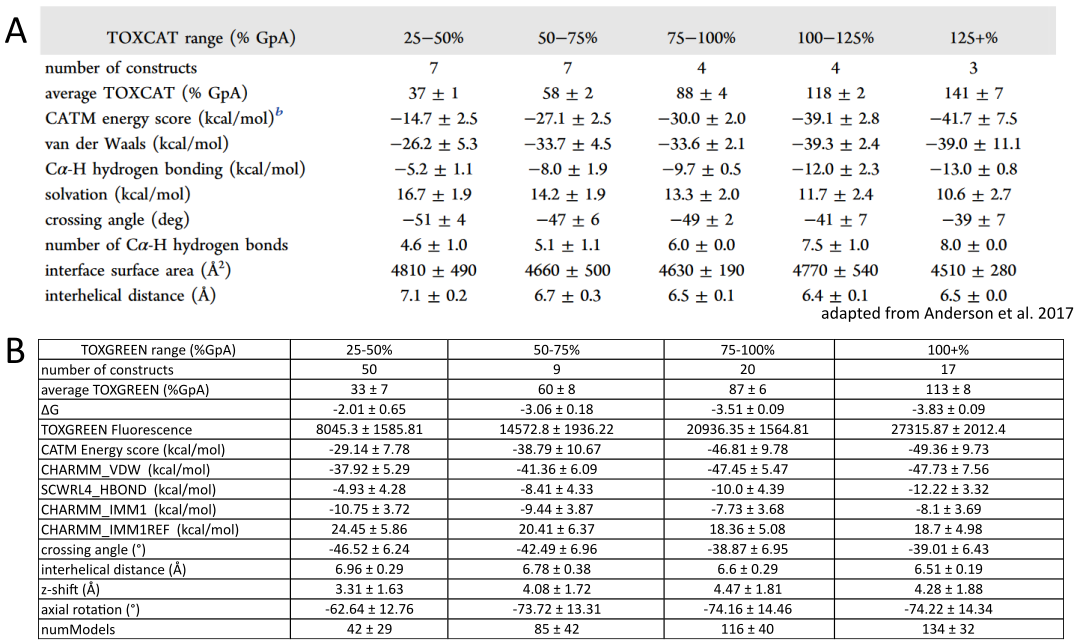 A
TOXCAT range (% GpA) 25−50% 50−75% 75−100% 100−125% 125+%
number of constructs 7 7 4 4 3
average TOXCAT (% GpA) 37 ± 1 58 ± 2 88 ± 4 118 ± 2 141 ± 7
CATM energy score (kcal/mol)b −14.7 ± 2.5 −27.1 ± 2.5 −30.0 ± 2.0 −39.1 ± 2.8 −41.7 ± 7.5
van der Waals (kcal/mol) −26.2 ± 5.3 −33.7 ± 4.5 −33.6 ± 2.1 −39.3 ± 2.4 −39.0 ± 11.1
Cα-H hydrogen bonding (kcal/mol) −5.2 ± 1.1 −8.0 ± 1.9 −9.7 ± 0.5 −12.0 ± 2.3 −13.0 ± 0.8
solvation (kcal/mol) 16.7 ± 1.9 14.2 ± 1.9 13.3 ± 2.0 11.7 ± 2.4 10.6 ± 2.7
crossing angle (deg) −51 ± 4 −47 ± 6 −49 ± 2 −41 ± 7 −39 ± 7
number of Cα-H hydrogen bonds 4.6 ± 1.0 5.1 ± 1.1 6.0 ± 0.0 7.5 ± 1.0 8.0 ± 0.0
interface surface area (Å²) 4810 ± 490 4660 ± 500 4630 ± 190 4770 ± 540 4510 ± 280
interhelical distance (Å) 7.1 ± 0.2 6.7 ± 0.3 6.5 ± 0.1 6.4 ± 0.1 6.5 ± 0.0
adapted from Anderson et al. 2017
B
TOXGREEN range (%GpA) 25-50% 50-75% 75-100% 100+%
number of constructs 50 9 20 17
average TOXGREEN (%GpA) 33 ± 7 60 ± 8 87 ± 6 113 ± 8
ΔG -2.01 ± 0.65 -3.06 ± 0.18 -3.51 ± 0.09 -3.83 ± 0.09
TOXGREEN Fluorescence 8045.3 ± 1585.81 14572.8 ± 1936.22 20936.35 ± 1564.81 27315.87 ± 2012.4
CATM Energy score (kcal/mol) -29.14 ± 7.78 -38.79 ± 10.67 -46.81 ± 9.78 -49.36 ± 9.73
CHARMM_VDW (kcal/mol) -37.92 ± 5.29 -41.36 ± 6.09 -47.45 ± 5.47 -47.73 ± 7.56
SCWRL4_HBOND (kcal/mol) -4.93 ± 4.28 -8.41 ± 4.33 -10.0 ± 4.39 -12.22 ± 3.32
CHARMM_IMM1 (kcal/mol) -10.75 ± 3.72 -9.44 ± 3.87 -7.73 ± 3.68 -8.1 ± 3.69
CHARMM_IMM1REF (kcal/mol) 24.45 ± 5.86 20.41 ± 6.37 18.36 ± 5.08 18.7 ± 4.98
crossing angle (°) -46.52 ± 6.24 -42.49 ± 6.96 -38.87 ± 6.95 -39.01 ± 6.43
interhelical distance (Å) 6.96 ± 0.29 6.78 ± 0.38 6.6 ± 0.29 6.51 ± 0.19
z-shift (Å) 3.31 ± 1.63 4.08 ± 1.72 4.47 ± 1.81 4.28 ± 1.88
axial rotation (°) -62.64 ± 12.76 -73.72 ± 13.31 -74.16 ± 14.46 -74.22 ± 14.34
numModels 42 ± 29 85 ± 42 116 ± 40 134 ± 32